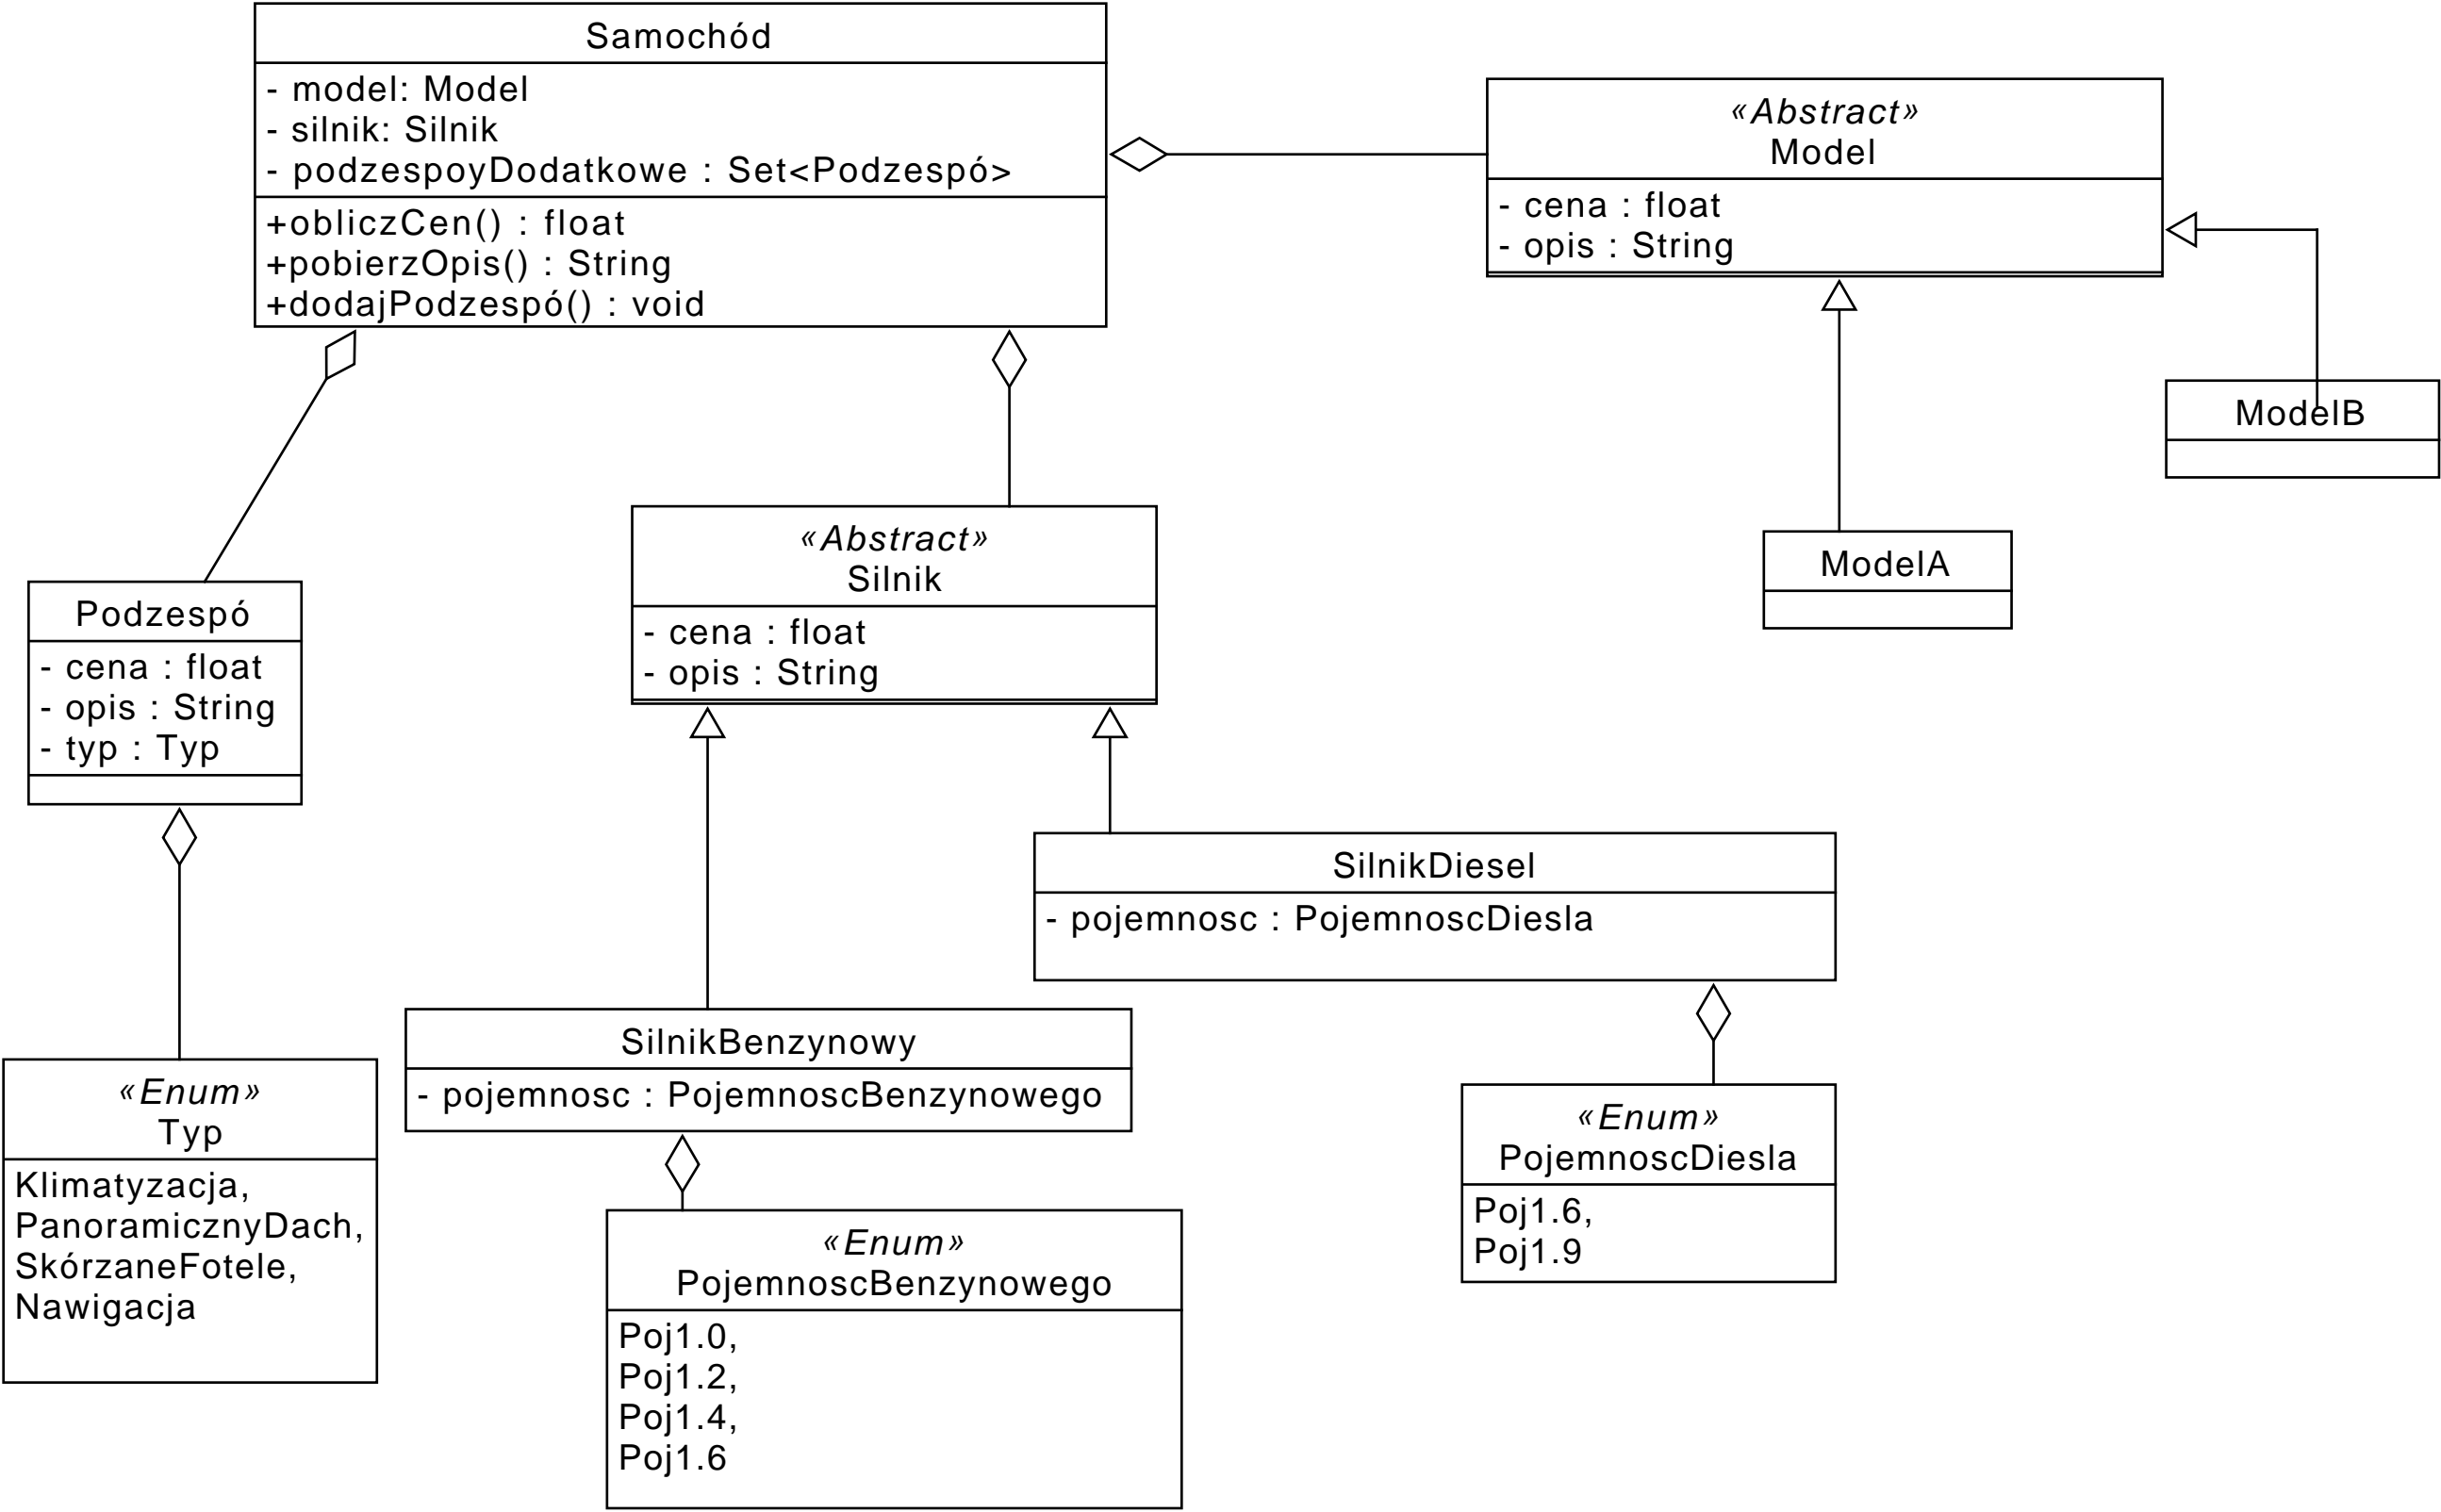 Samochód
- model: Model
- silnik: Silnik
- podzespoyDodatkowe : Set<Podzespó>
+obliczCen() : float
+pobierzOpis() : String
+dodajPodzespó() : void
«Abstract»
Model
- cena : float
- opis : String
ModelB
ModelA
«Abstract»
Silnik
- cena : float
- opis : String
Podzespó
- cena : float
- opis : String
- typ : Typ
SilnikDiesel
- pojemnosc : PojemnoscDiesla
SilnikBenzynowy
- pojemnosc : PojemnoscBenzynowego
«Enum»
Typ
Klimatyzacja,
PanoramicznyDach,
SkórzaneFotele,
Nawigacja
«Enum»
PojemnoscBenzynowego
Poj1.0,
Poj1.2,
Poj1.4,
Poj1.6
«Enum»
PojemnoscDiesla
Poj1.6,
Poj1.9